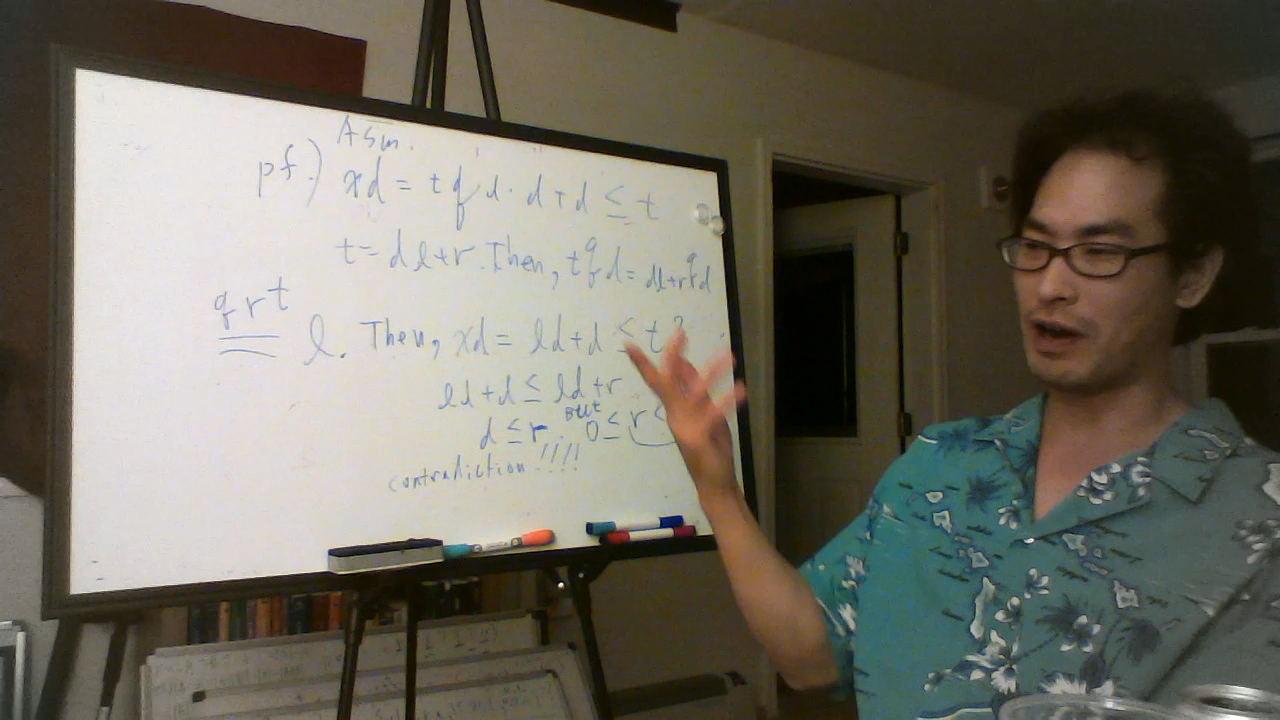 Asm.
pf.) xd = t q d · d + d ≤ t
t = dl + r. Then, t q d = dl + r q d
q r t
l. Then, xd = ld + d ≤ t ?
ld + d ≤ ld + r
d ≤ r. But 0 ≤ r ≤
contradiction !!!!